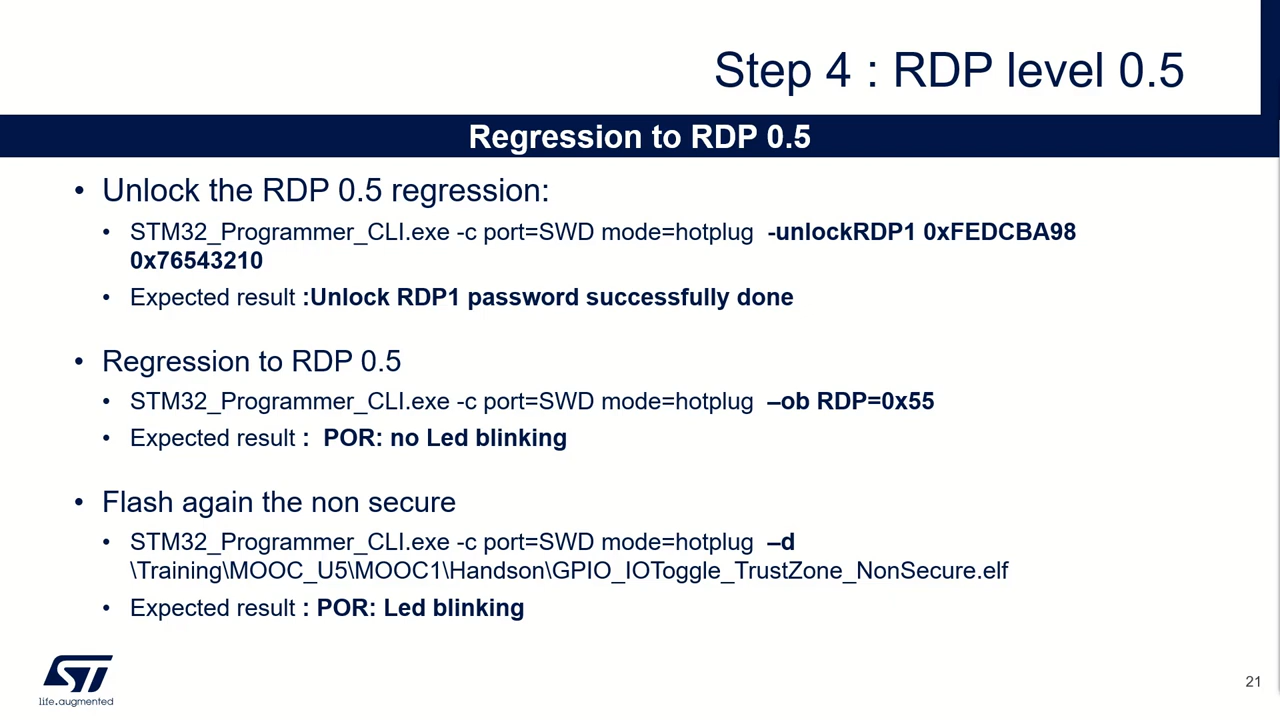 Step 4 : RDP level 0.5
Regression to RDP 0.5
• Unlock the RDP 0.5 regression:
• STM32_Programmer_CLI.exe -c port=SWD mode=hotplug -unlockRDP1 0xFEDCBA98
0x76543210
• Expected result :Unlock RDP1 password successfully done
• Regression to RDP 0.5
• STM32_Programmer_CLI.exe -c port=SWD mode=hotplug –ob RDP=0x55
• Expected result : POR: no Led blinking
• Flash again the non secure
• STM32_Programmer_CLI.exe -c port=SWD mode=hotplug –d
\Training\MOOC_U5\MOOC1\Handson\GPIO_IOToggle_TrustZone_NonSecure.elf
• Expected result : POR: Led blinking
ST
life.augmented
21